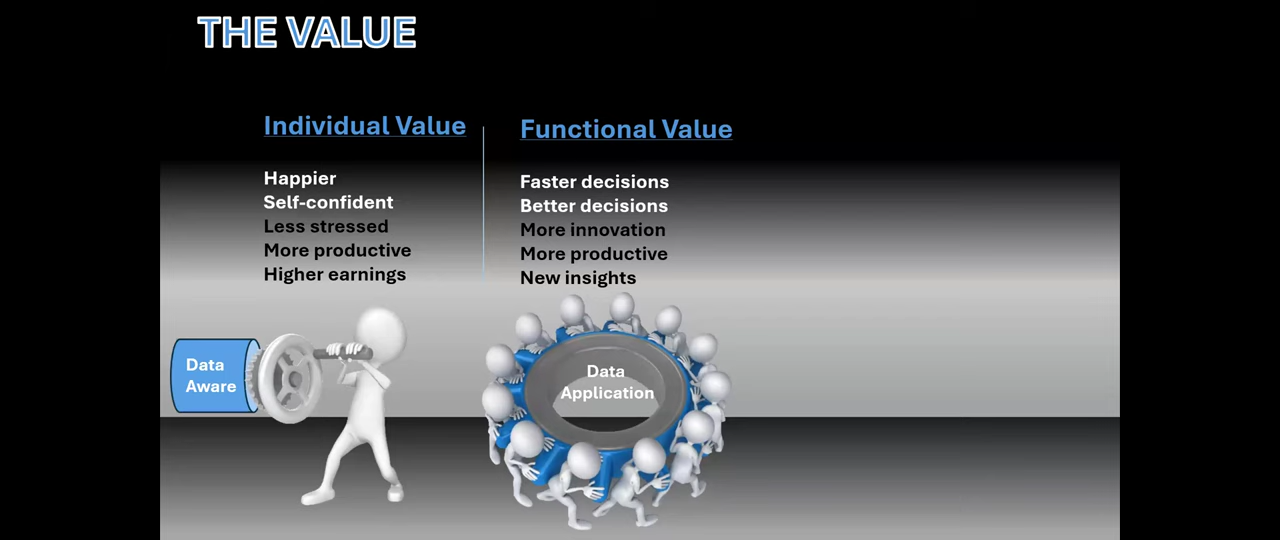 THE VALUE
Individual Value
Happier
Self-confident
Less stressed
More productive
Higher earnings
Functional Value
Faster decisions
Better decisions
More innovation
More productive
New insights
Data
Aware
Data
Application